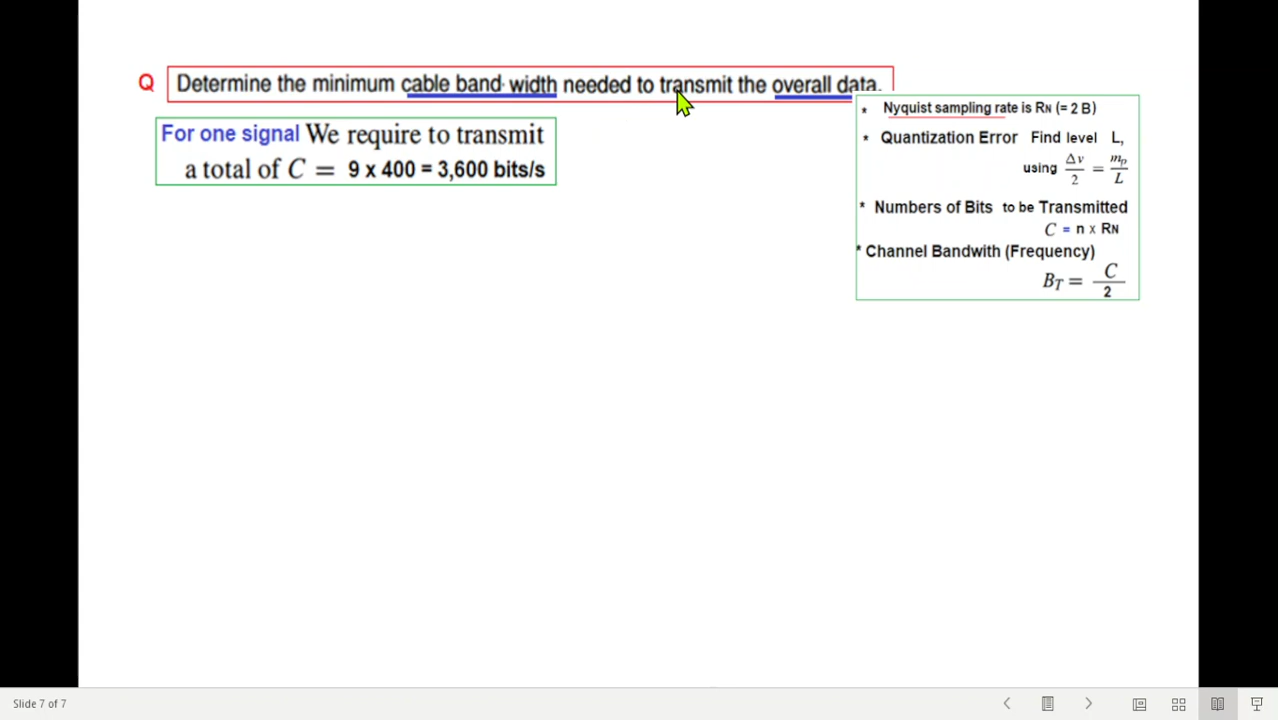 Q Determine the minimum cable band width needed to transmit the overall data.
For one signal We require to transmit
a total of C = 9 x 400 = 3,600 bits/s
* Nyquist sampling rate is RN (= 2 B)
* Quantization Error Find level L,
using Δv/2 = mp/L
* Numbers of Bits to be Transmitted
C = n x RN
* Channel Bandwith (Frequency)
BT = C/2
Slide 7 of 7